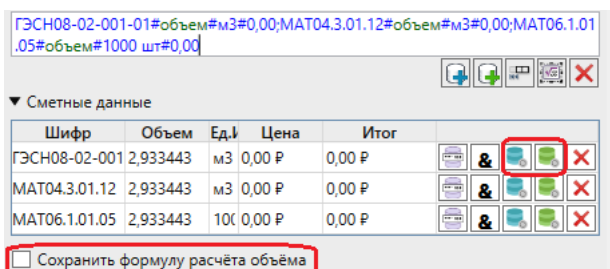 ГЭСН08-02-001-01#объем#м3#0,00;МАТ04.3.01.12#объем#м3#0,00;МАТ06.1.01
.05#объем#1000 шт#0,00
▼ Сметные данные
Шифр Объем Ед.И Цена Итог
ГЭСН08-02-001 2,933443 м3 0,00 ₽ 0,00 ₽ &
МАТ04.3.01.12 2,933443 м3 0,00 ₽ 0,00 ₽ &
МАТ06.1.01.05 2,933443 100 0,00 ₽ 0,00 ₽ &
Сохранить формулу расчёта объёма